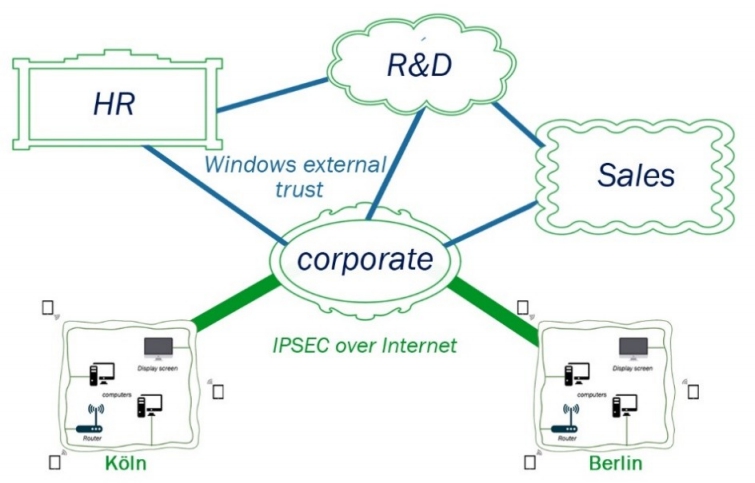 R&D
HR
Windows external
trust
Sales
corporate
IPSEC over Internet
Display screen
computers
Router
Köln
Display screen
computers
Router
Berlin